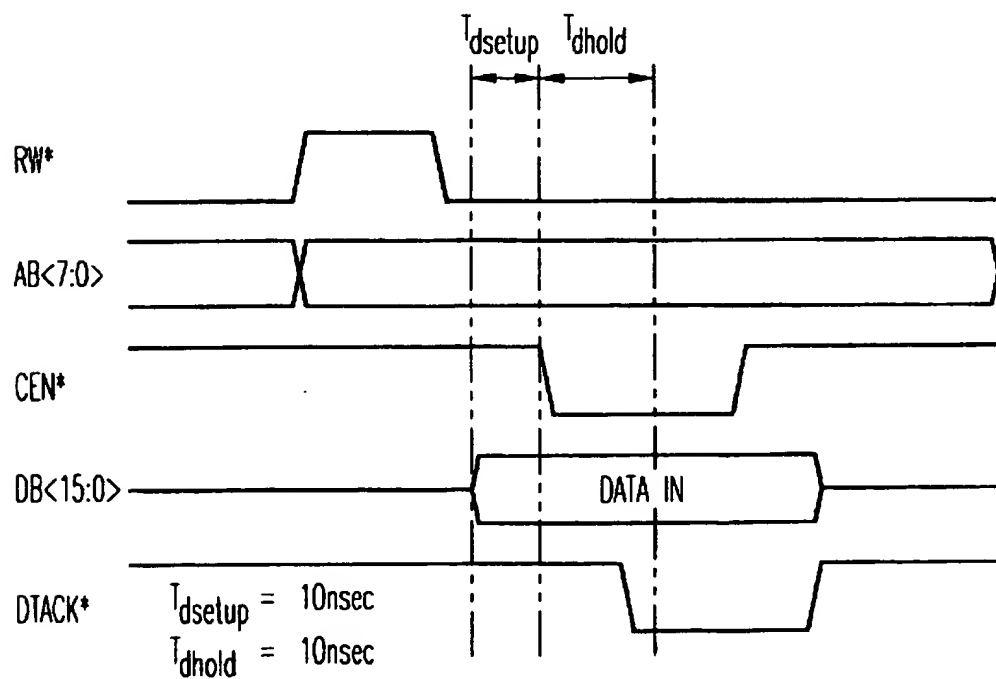 Tdsetup Tdhold
RW*
AB<7:0>
CEN*
DB<15:0> DATA IN
DTACK*
Tdsetup = 10nsec
Tdhold = 10nsec